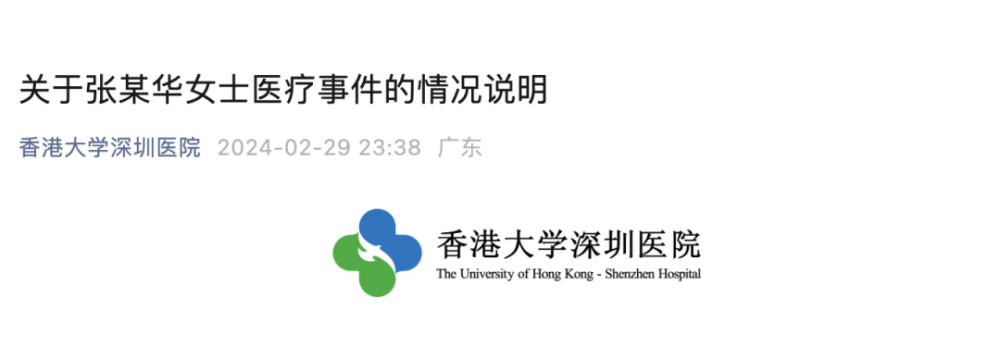 关于张某华女士医疗事件的情况说明
香港大学深圳医院 2024-02-29 23:38 广东
香港大学深圳医院
The University of Hong Kong - Shenzhen Hospital